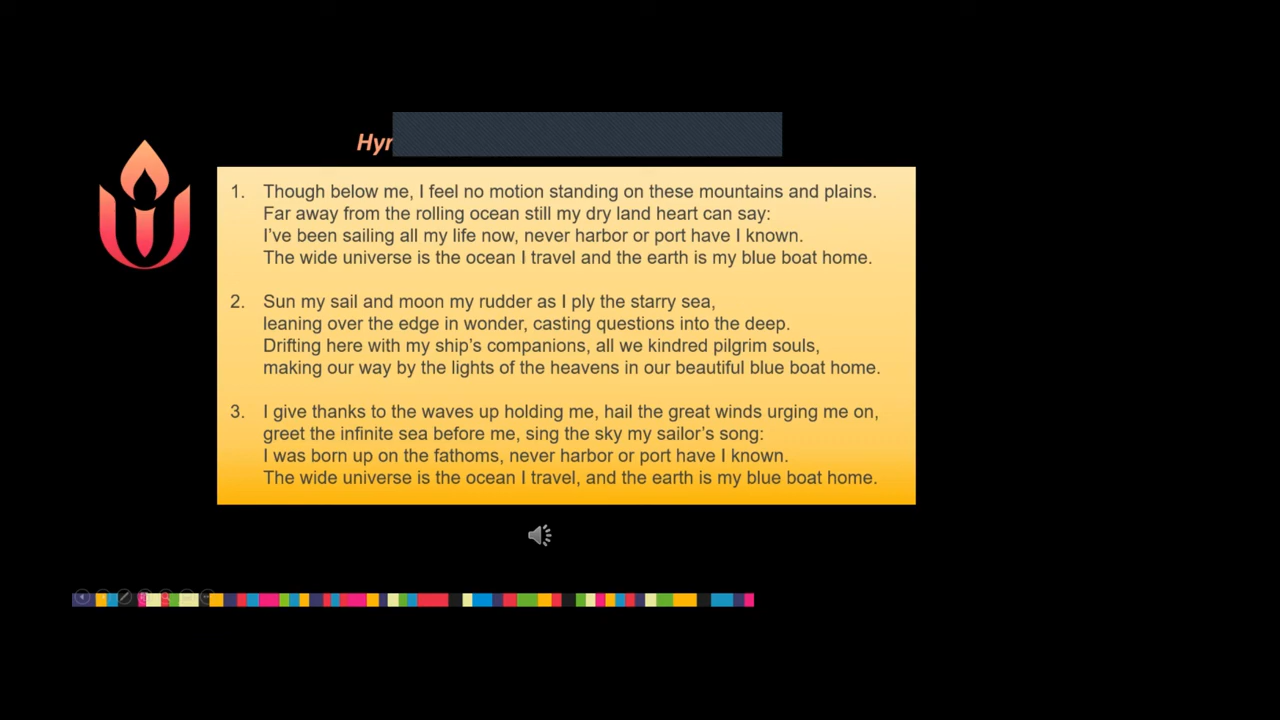 Hyr
1. Though below me, I feel no motion standing on these mountains and plains.
Far away from the rolling ocean still my dry land heart can say:
I've been sailing all my life now, never harbor or port have I known.
The wide universe is the ocean I travel and the earth is my blue boat home.
2. Sun my sail and moon my rudder as I ply the starry sea,
leaning over the edge in wonder, casting questions into the deep.
Drifting here with my ship's companions, all we kindred pilgrim souls,
making our way by the lights of the heavens in our beautiful blue boat home.
3. I give thanks to the waves up holding me, hail the great winds urging me on,
greet the infinite sea before me, sing the sky my sailor's song:
I was born up on the fathoms, never harbor or port have I known.
The wide universe is the ocean I travel, and the earth is my blue boat home.